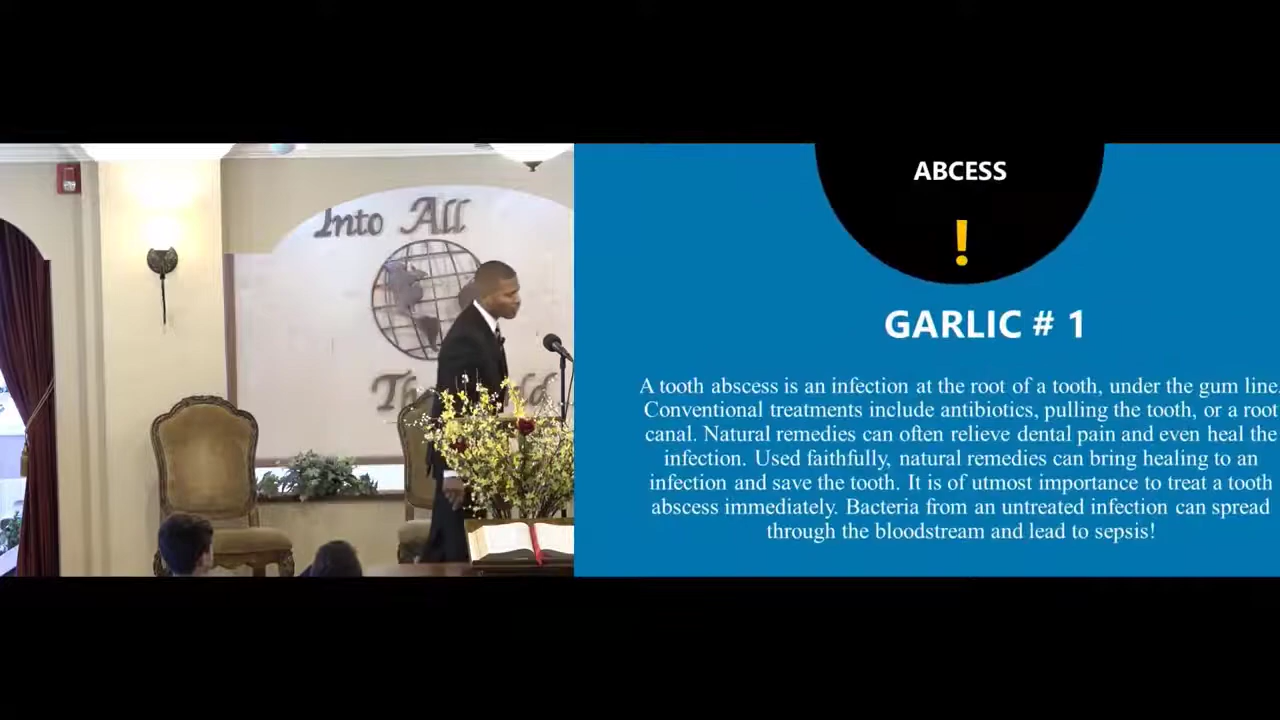 Into All
ABCESS
!
GARLIC # 1
A tooth abscess is an infection at the root of a tooth, under the gum line.
Conventional treatments include antibiotics, pulling the tooth, or a root
canal. Natural remedies can often relieve dental pain and even heal the
infection. Used faithfully, natural remedies can bring healing to an
infection and save the tooth. It is of utmost importance to treat a tooth
abscess immediately. Bacteria from an untreated infection can spread
through the bloodstream and lead to sepsis!